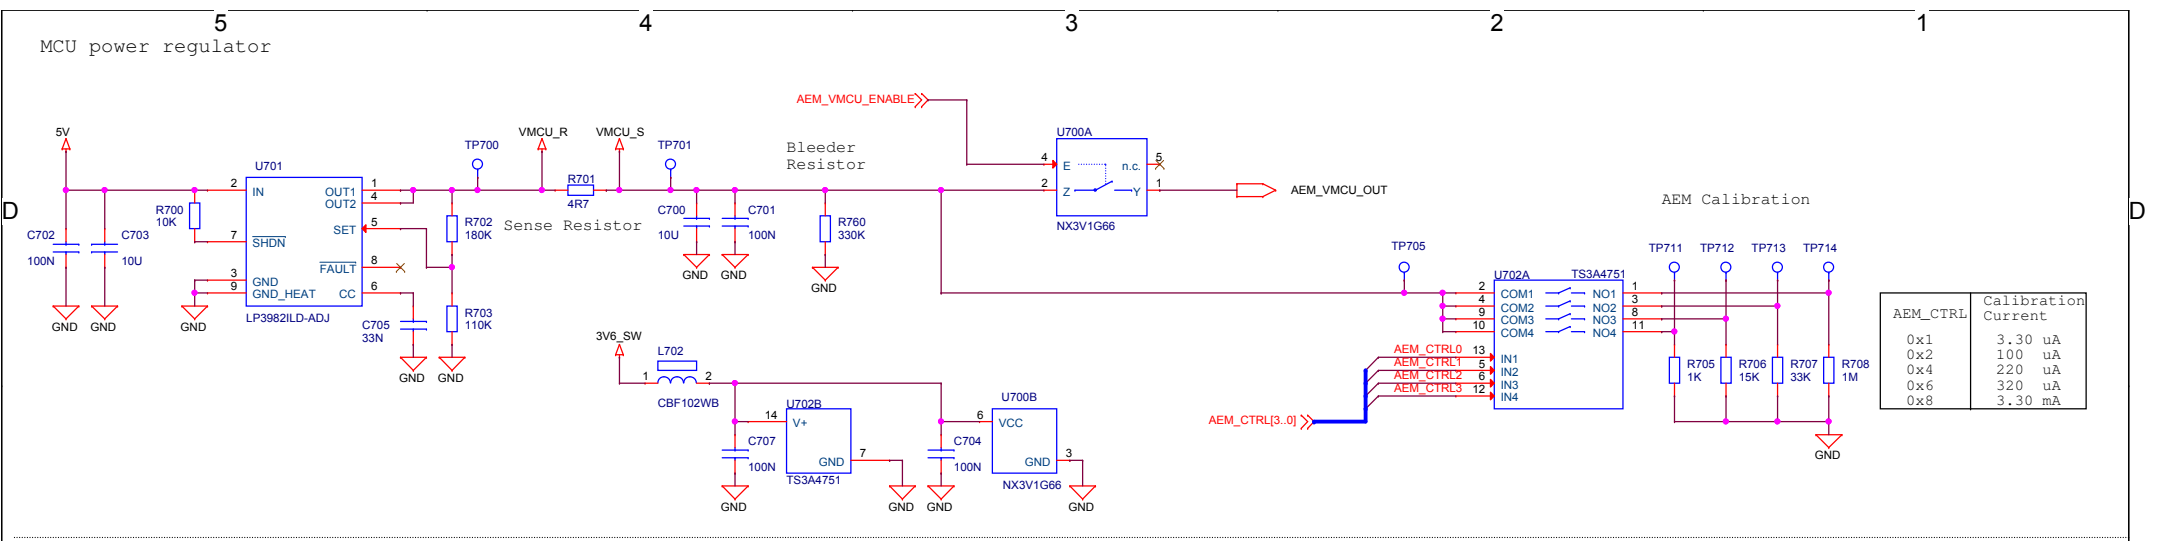 5 4 3 2 1
MCU power regulator
D D
AEM_VMCU_ENABLE
5V
U701
TP700
VMCU_R
VMCU_S
TP701
Bleeder
Resistor
U700A
4 E n.c. 5
2 Z Y 1
NX3V1G66
AEM_VMCU_OUT
2 IN
OUT1 1
OUT2 4
SET 5
7 SHDN
FAULT 8
3 GND
9 GND_HEAT
CC 6
LP3982ILD-ADJ
R700
10K
C702
100N
C703
10U
GND GND GND
R701
4R7
Sense Resistor
R702
180K
R703
110K
C705
33N
GND GND
C700
10U
C701
100N
GND GND
R760
330K
GND
AEM Calibration
TP705
TP711 TP712 TP713 TP714
U702A TS3A4751
2 COM1 NO1 1
4 COM2 NO2 3
9 COM3 NO3 8
10 COM4 NO4 11
AEM_CTRL0 13 IN1
AEM_CTRL1 5 IN2
AEM_CTRL2 6 IN3
AEM_CTRL3 12 IN4
AEM_CTRL[3..0]
R705
1K
R706
15K
R707
33K
R708
1M
GND
AEM_CTRL Calibration
Current
0x1 3.30 uA
0x2 100 uA
0x4 220 uA
0x6 320 uA
0x8 3.30 mA
3V6_SW
L702
1 2
CBF102WB
U702B
14 V+
GND 7
TS3A4751
C707
100N
GND GND
U700B
6 VCC
GND 3
NX3V1G66
C704
100N
GND GND